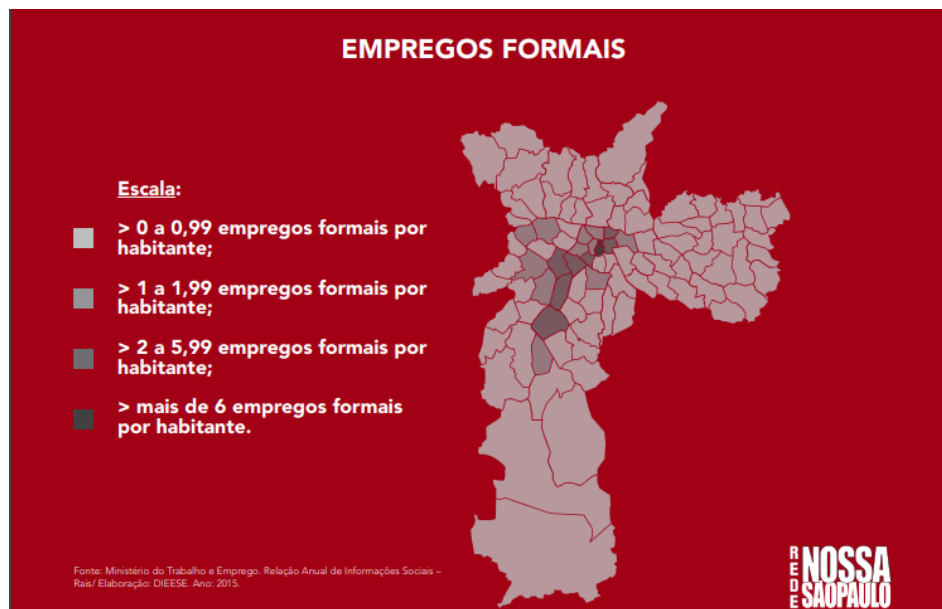 EMPREGOS FORMAIS
Escala:
> 0 a 0,99 empregos formais por
habitante;
> 1 a 1,99 empregos formais por
habitante;
> 2 a 5,99 empregos formais por
habitante;
> mais de 6 empregos formais
por habitante.
Fonte: Ministério do Trabalho e Emprego. Relação Anual de Informações Sociais –
Rais/ Elaboração: DIEESE. Ano: 2015.
REDE
NOSSA
SÃOPAULO